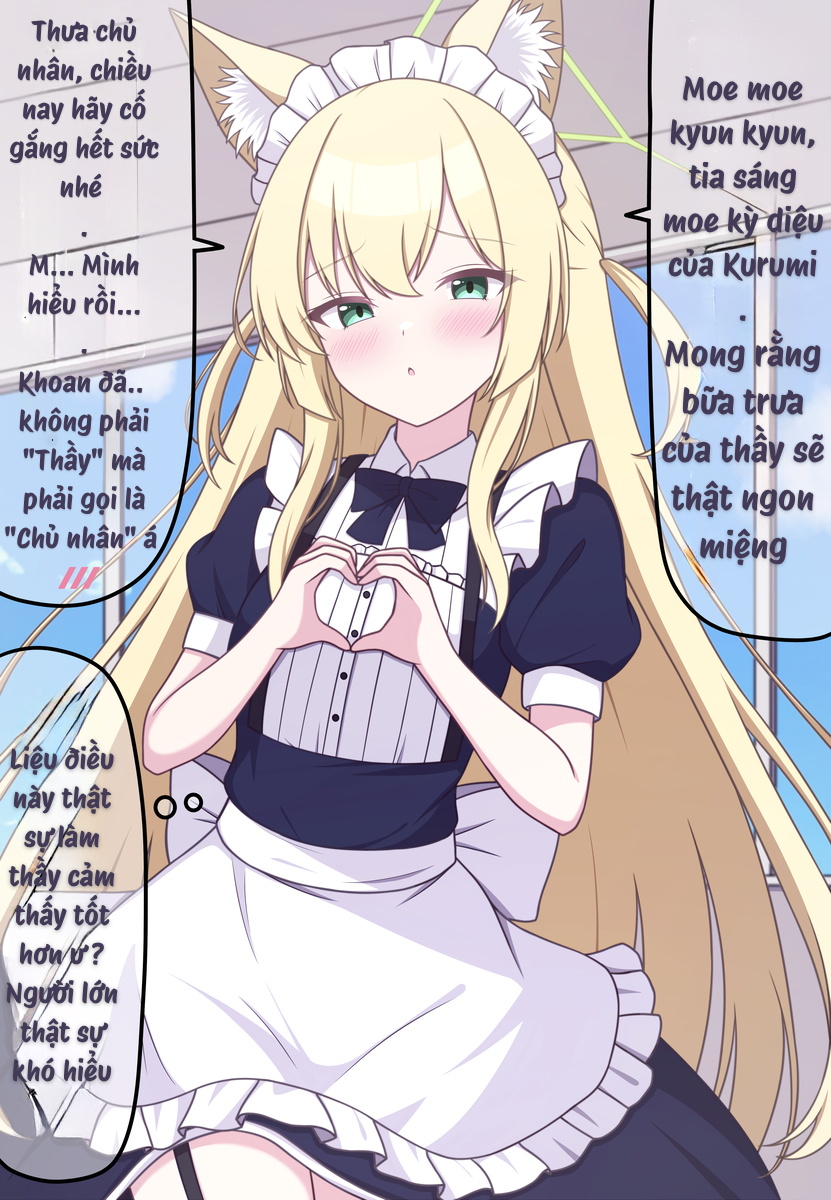 Moe moe
kyun kyun,
tia sáng
moe kỳ diệu
của Kurumi
.
Mong rằng
bữa trưa
của thầy sẽ
thật ngon
miệng
Thưa chủ
nhân, chiều
nay hãy cố
gắng hết sức
nhé
.
M... Mình
hiểu rồi...
.
Khoan đã..
không phải
"Thầy" mà
phải gọi là
"Chủ nhân" á
Liệu điều
này thật
sự lâm
thầy cảm
thấy tốt
hơn ư?
Người lớn
thật sự
khó hiểu